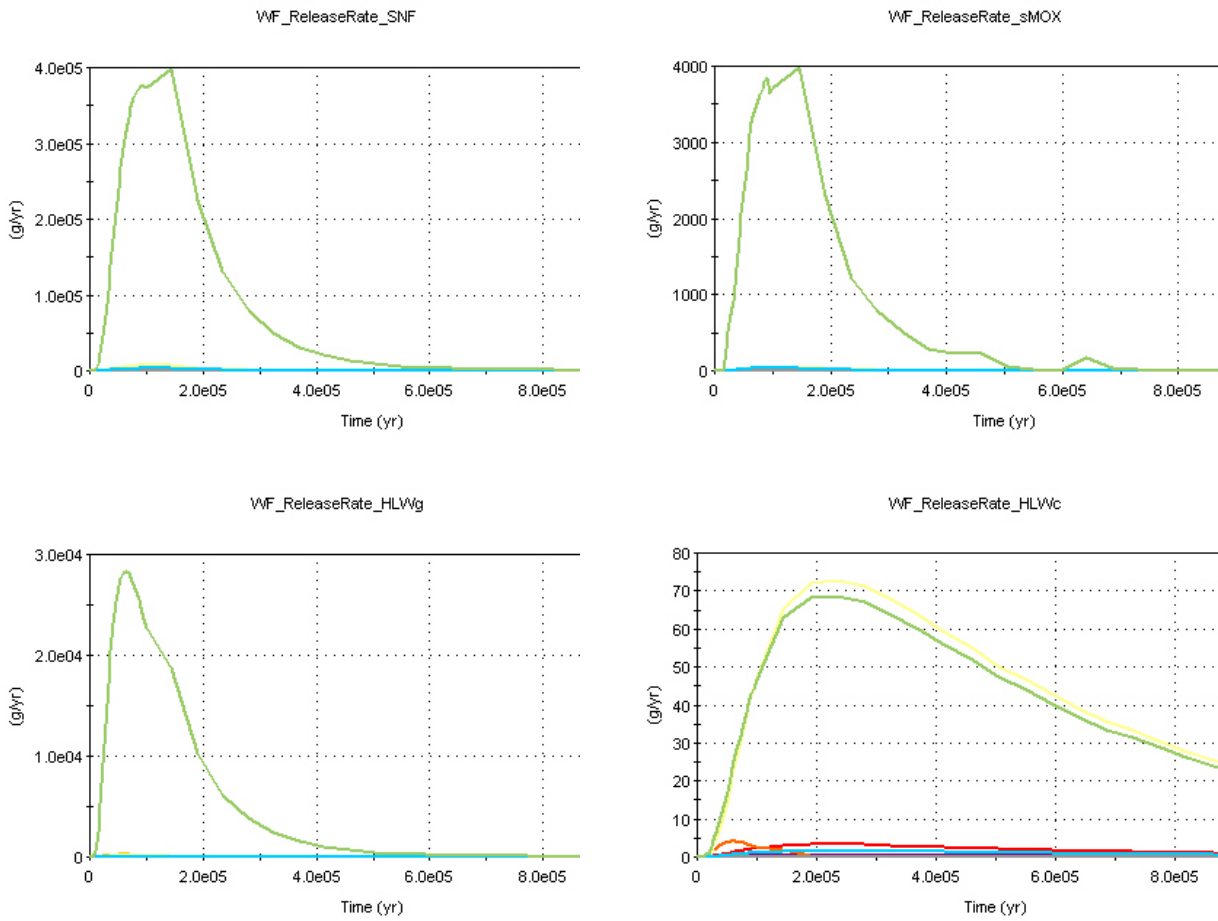 WF_ReleaseRate_SNF
4.0e05
3.0e05
2.0e05
1.0e05
0
(g/yr)
0 2.0e05 4.0e05 6.0e05 8.0e05
Time (yr)
WF_ReleaseRate_sMOX
4000
3000
2000
1000
0
(g/yr)
0 2.0e05 4.0e05 6.0e05 8.0e05
Time (yr)
WF_ReleaseRate_HLWg
3.0e04
2.0e04
1.0e04
0
(g/yr)
0 2.0e05 4.0e05 6.0e05 8.0e05
Time (yr)
WF_ReleaseRate_HLWc
80
70
60
50
40
30
20
10
0
(g/yr)
0 2.0e05 4.0e05 6.0e05 8.0e05
Time (yr)